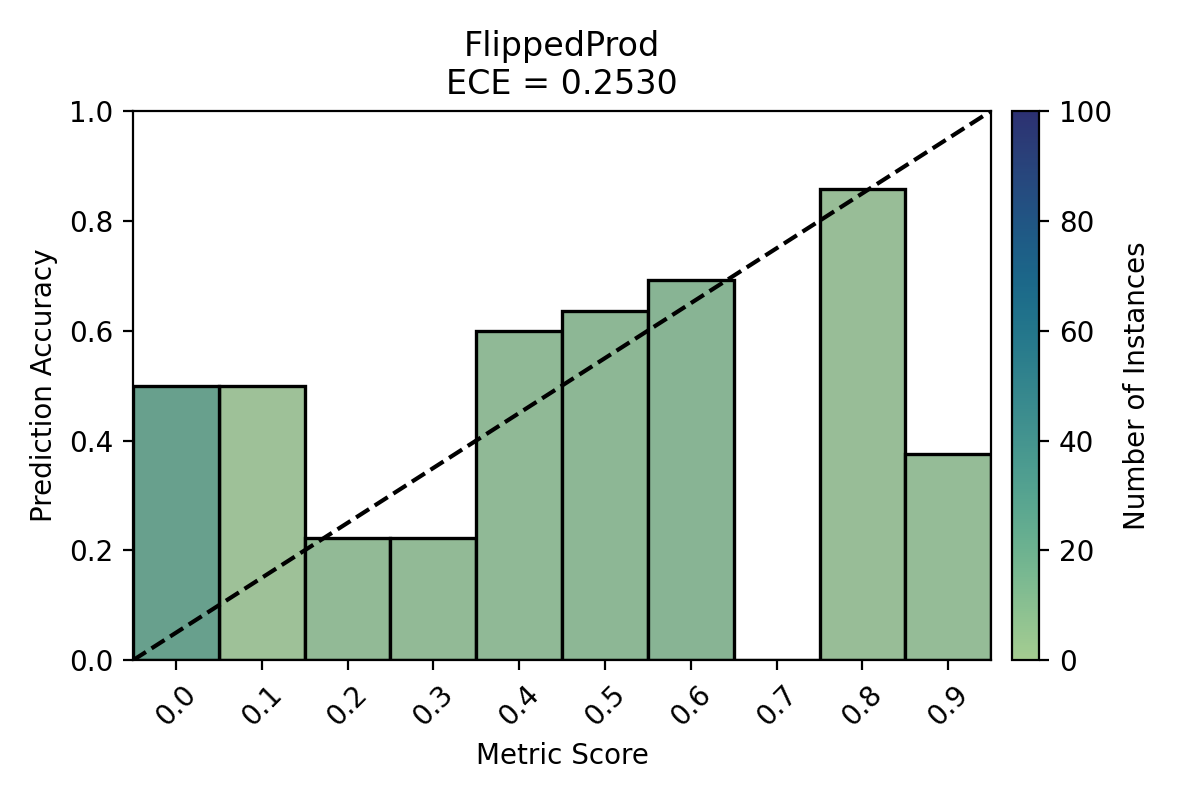 FlippedProd
ECE = 0.2530
1.0
0.8
0.6
0.4
0.2
0.0
Prediction Accuracy
0.0 0.1 0.2 0.3 0.4 0.5 0.6 0.7 0.8 0.9
Metric Score
100
80
60
40
20
0
Number of Instances